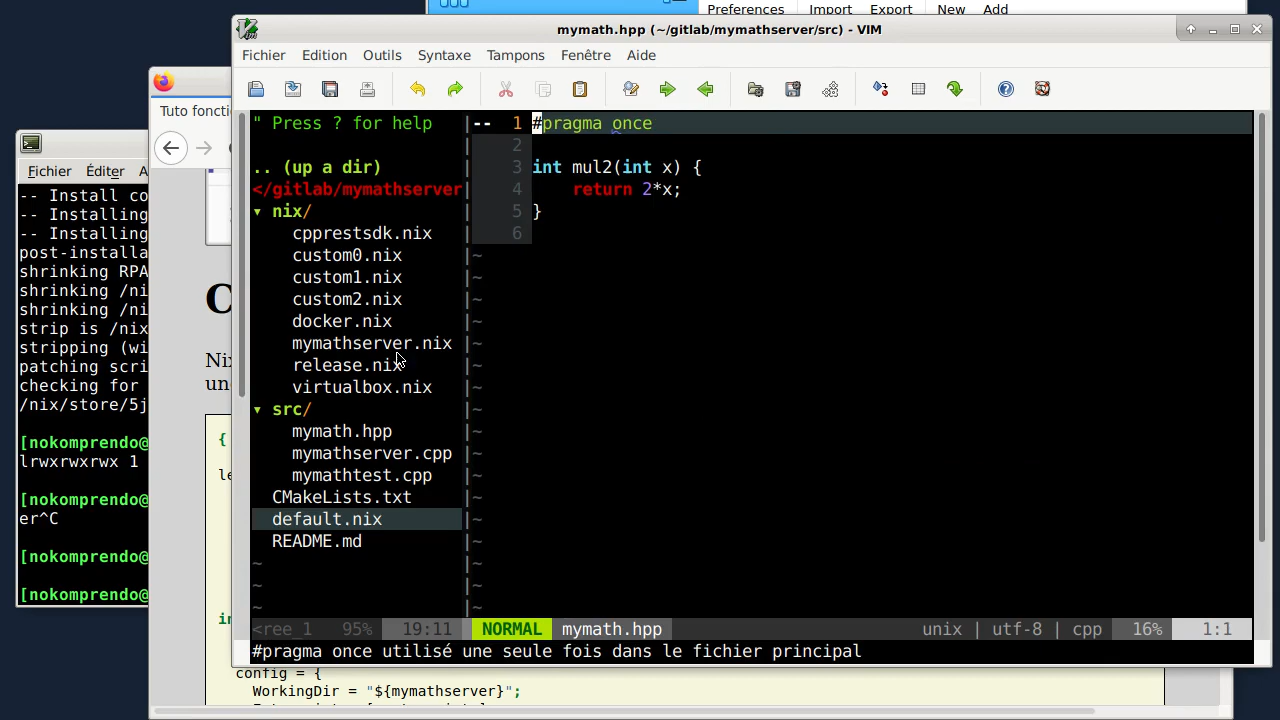 Preferences Import Export New Add
mymath.hpp (~/gitlab/mymathserver/src) - VIM
Fichier Edition Outils Syntaxe Tampons Fenêtre Aide
Tuto foncti
Fichier Éditer A
-- Install co
-- Installing
-- Installing
post-installa
shrinking RPA
shrinking /ni
shrinking /ni
strip is /nix
stripping (wi
patching scri
checking for
/nix/store/5j
[nokomprendo@
lrwxrwxrwx 1
[nokomprendo@
er^C
[nokomprendo@
[nokomprendo@
C
Nix
une
{
le
in
" Press ? for help
.. (up a dir)
</gitlab/mymathserver
▾ nix/
cpprestsdk.nix
custom0.nix
custom1.nix
custom2.nix
docker.nix
mymathserver.nix
release.nix
virtualbox.nix
▾ src/
mymath.hpp
mymathserver.cpp
mymathtest.cpp
CMakeLists.txt
default.nix
README.md
-- 1 #pragma once
2
3 int mul2(int x) {
4 return 2*x;
5 }
6
<ree_1 95% 19:11 NORMAL mymath.hpp unix | utf-8 | cpp 16% 1:1
#pragma once utilisé une seule fois dans le fichier principal
config = {
WorkingDir = "${mymathserver}";